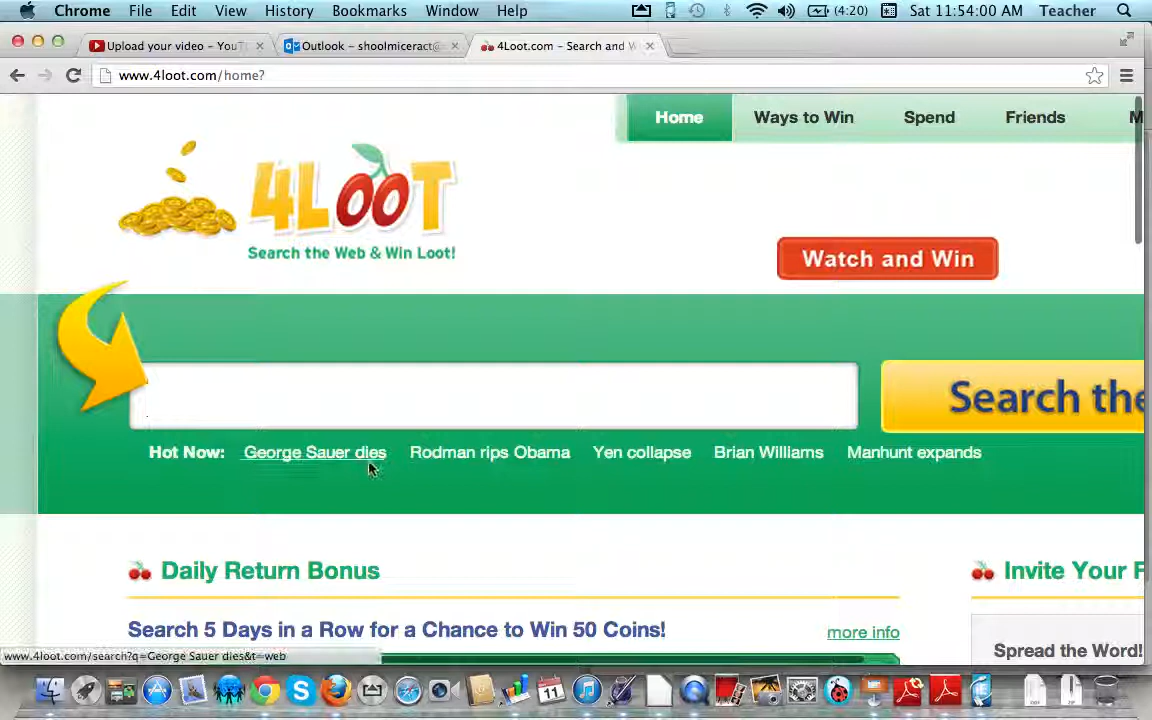 Chrome File Edit View History Bookmarks Window Help (4:20) Sat 11:54:00 AM Teacher
Upload your video – YouT Outlook – shoolmiceract@ 4Loot.com - Search and W
www.4loot.com/home?
Home Ways to Win Spend Friends M
4LOOT
Search the Web & Win Loot!
Watch and Win
Search the
Hot Now: George Sauer dies Rodman rips Obama Yen collapse Brian Williams Manhunt expands
Daily Return Bonus Invite Your F
Search 5 Days in a Row for a Chance to Win 50 Coins! more info
Spread the Word!
www.4loot.com/search?q=George Sauer dies&t=web
11